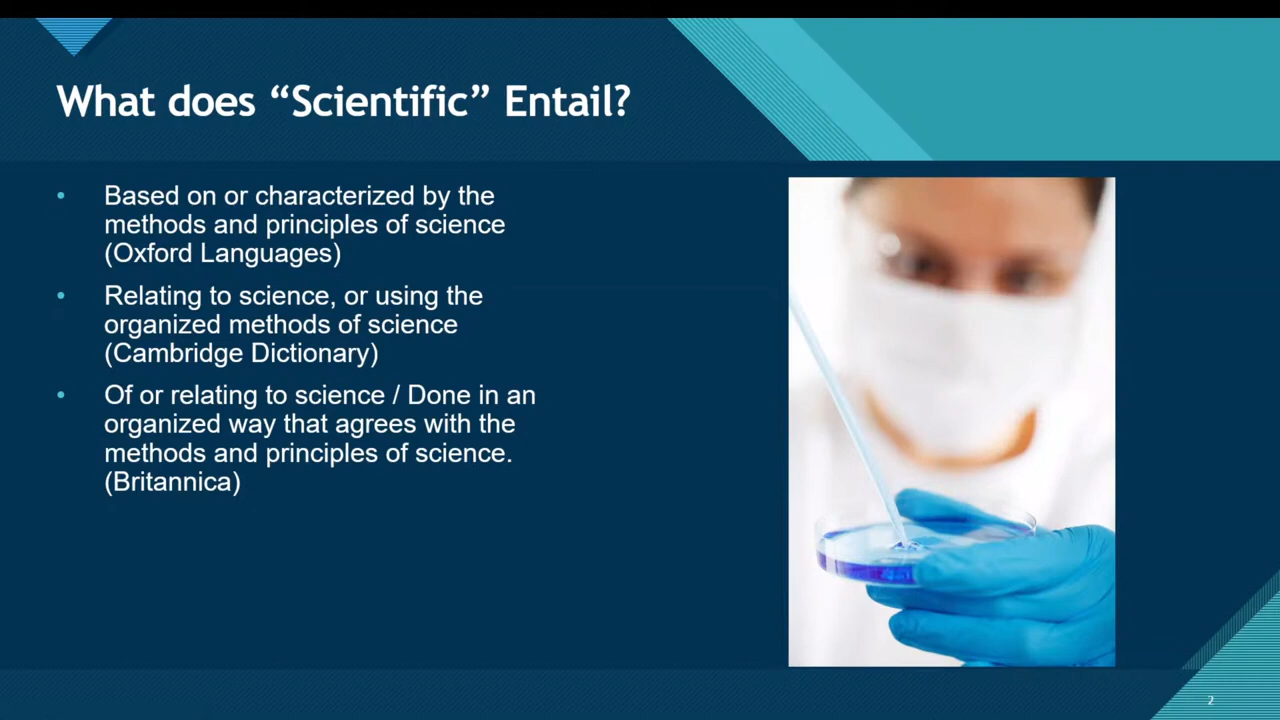 What does “Scientific” Entail?
• Based on or characterized by the
methods and principles of science
(Oxford Languages)
• Relating to science, or using the
organized methods of science
(Cambridge Dictionary)
• Of or relating to science / Done in an
organized way that agrees with the
methods and principles of science.
(Britannica)
2